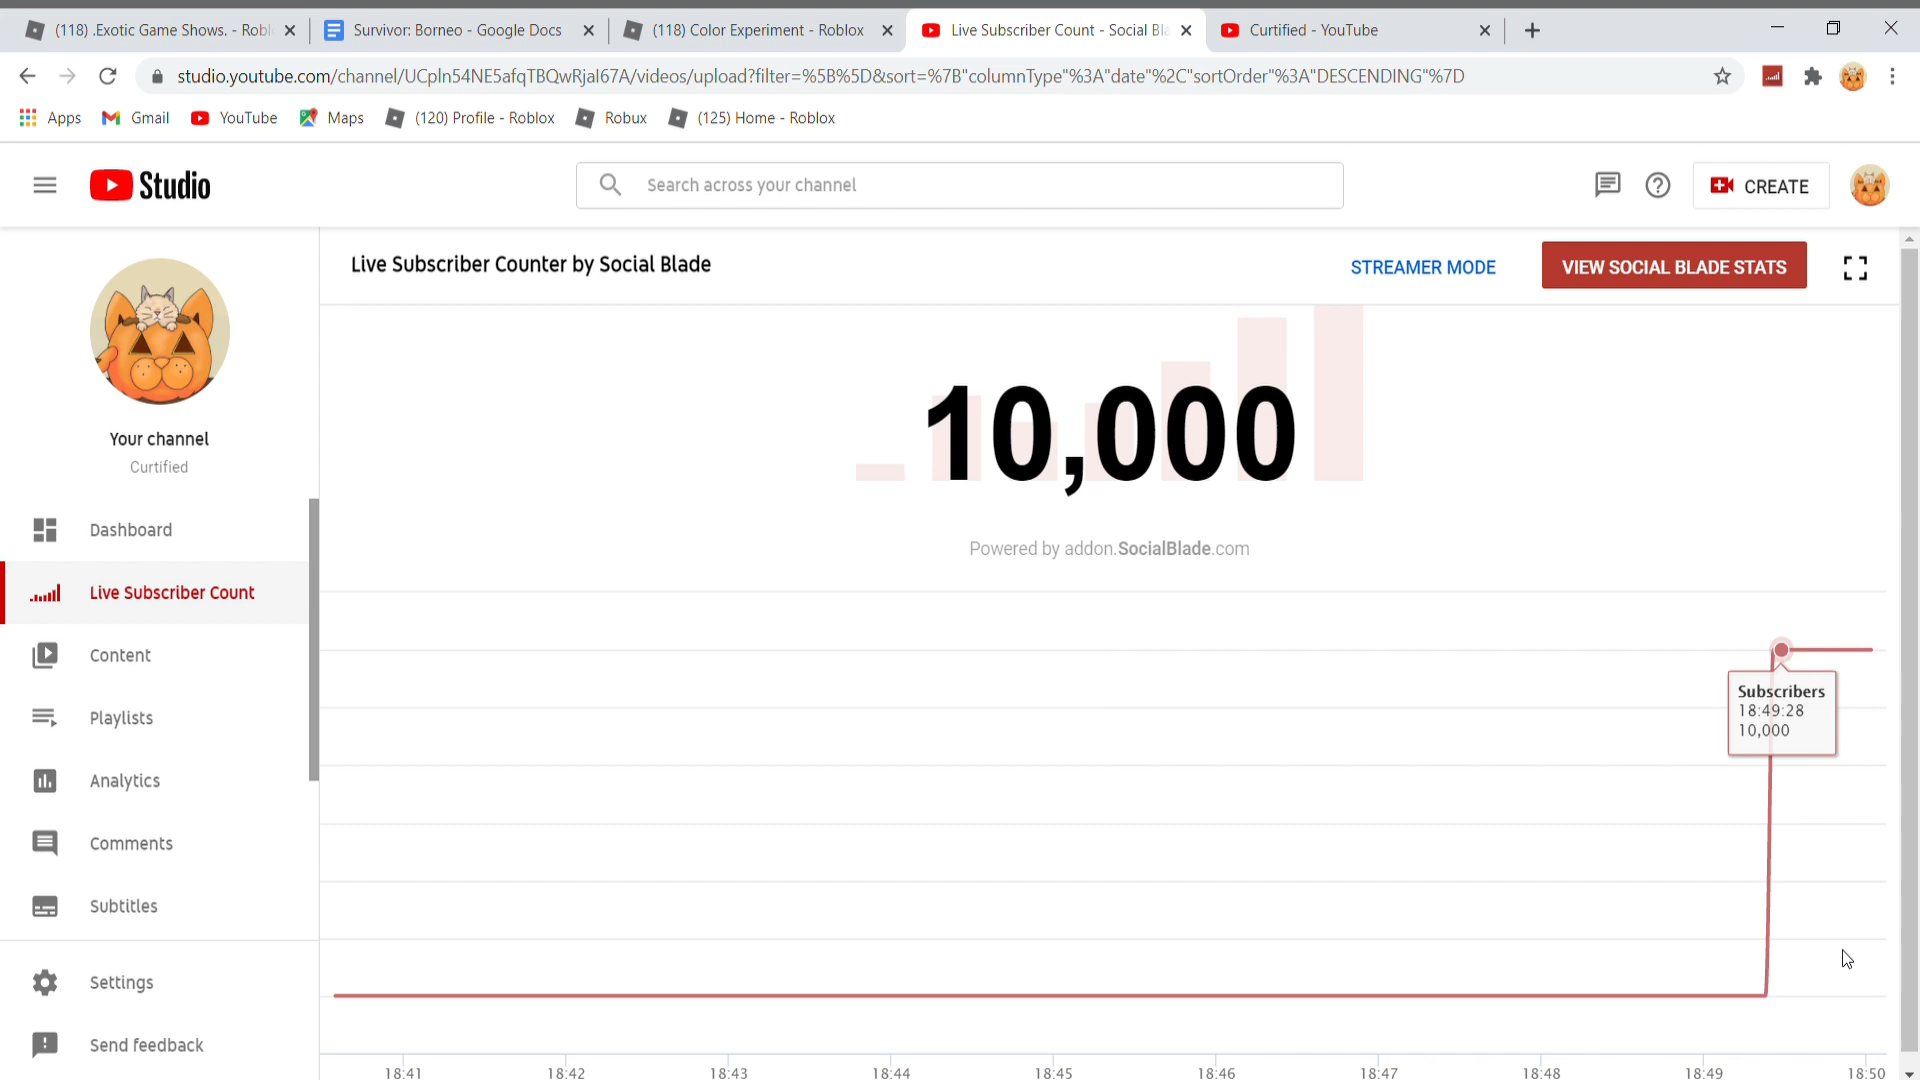 (118) .Exotic Game Shows. - Robl
Survivor: Borneo - Google Docs
(118) Color Experiment - Roblox
Live Subscriber Count - Social Bla
Curtified - YouTube
studio.youtube.com/channel/UCpln54NE5afqTBQwRjaI67A/videos/upload?filter=%5B%5D&sort=%7B"columnType"%3A"date"%2C"sortOrder"%3A"DESCENDING"%7D
Apps
Gmail
YouTube
Maps
(120) Profile - Roblox
Robux
(125) Home - Roblox
Studio
Search across your channel
CREATE
Live Subscriber Counter by Social Blade
STREAMER MODE
VIEW SOCIAL BLADE STATS
10,000
Powered by addon.SocialBlade.com
Your channel
Curtified
Dashboard
Live Subscriber Count
Content
Playlists
Analytics
Comments
Subtitles
Settings
Send feedback
Subscribers
18:49:28
10,000
18:41
18:42
18:43
18:44
18:45
18:46
18:47
18:48
18:49
18:50